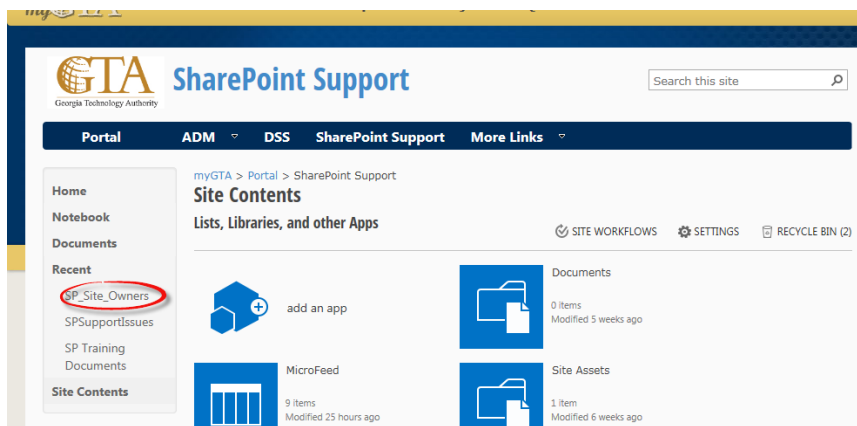 GTA
Georgia Technology Authority
SharePoint Support
Search this site
Portal ADM DSS SharePoint Support More Links
Home
Notebook
Documents
Recent
SP_Site_Owners
SPSupportIssues
SP Training
Documents
Site Contents
myGTA > Portal > SharePoint Support
Site Contents
Lists, Libraries, and other Apps
SITE WORKFLOWS SETTINGS RECYCLE BIN (2)
add an app
Documents
0 items
Modified 5 weeks ago
MicroFeed
9 items
Modified 25 hours ago
Site Assets
1 item
Modified 6 weeks ago